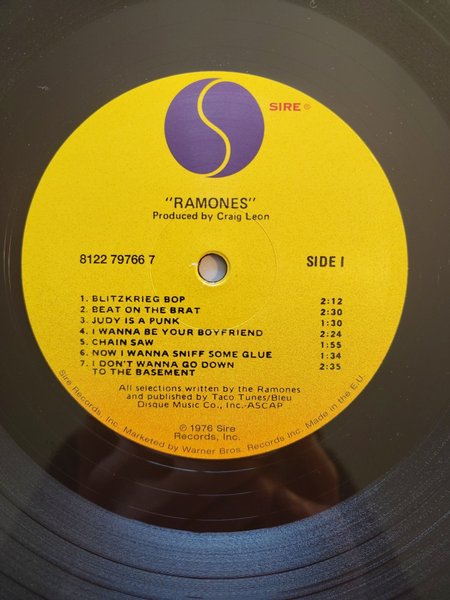 SIRE®
"RAMONES"
Produced by Craig Leon
8122 79766 7
SIDE I
1. BLITZKRIEG BOP 2:12
2. BEAT ON THE BRAT 2:30
3. JUDY IS A PUNK 1:30
4. I WANNA BE YOUR BOYFRIEND 2:24
5. CHAIN SAW 1:55
6. NOW I WANNA SNIFF SOME GLUE 1:34
7. I DON'T WANNA GO DOWN
TO THE BASEMENT 2:35
All selections written by the Ramones
and published by Taco Tunes/Bleu
Disque Music Co., Inc.-ASCAP
℗ 1976 Sire
Records, Inc.
Sire Records, Inc. Marketed by Warner Bros. Records Inc. Made in the E.U.